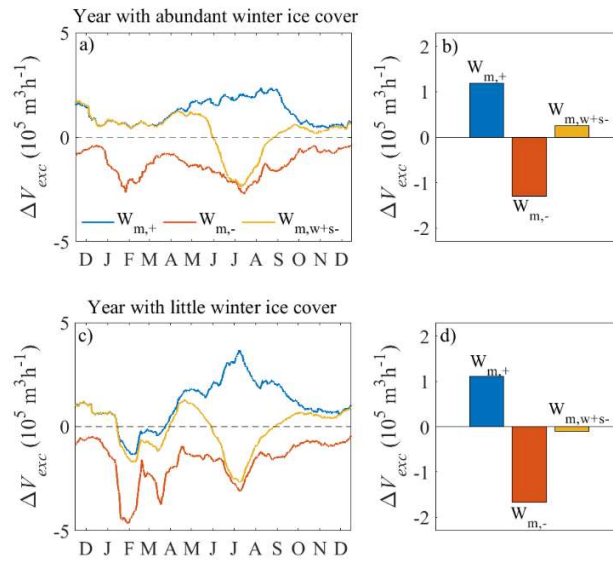 Year with abundant winter ice cover
a)
5
0
-5
ΔV_exc (10^5 m^3h^-1)
W_m,+ W_m,- W_m,w+s-
D J F M A M J J A S O N D
b)
2
1
0
-1
-2
ΔV_exc (10^5 m^3h^-1)
W_m,+
W_m,w+s-
W_m,-
Year with little winter ice cover
c)
5
0
-5
ΔV_exc (10^5 m^3h^-1)
D J F M A M J J A S O N D
d)
2
1
0
-1
-2
ΔV_exc (10^5 m^3h^-1)
W_m,+
W_m,w+s-
W_m,-